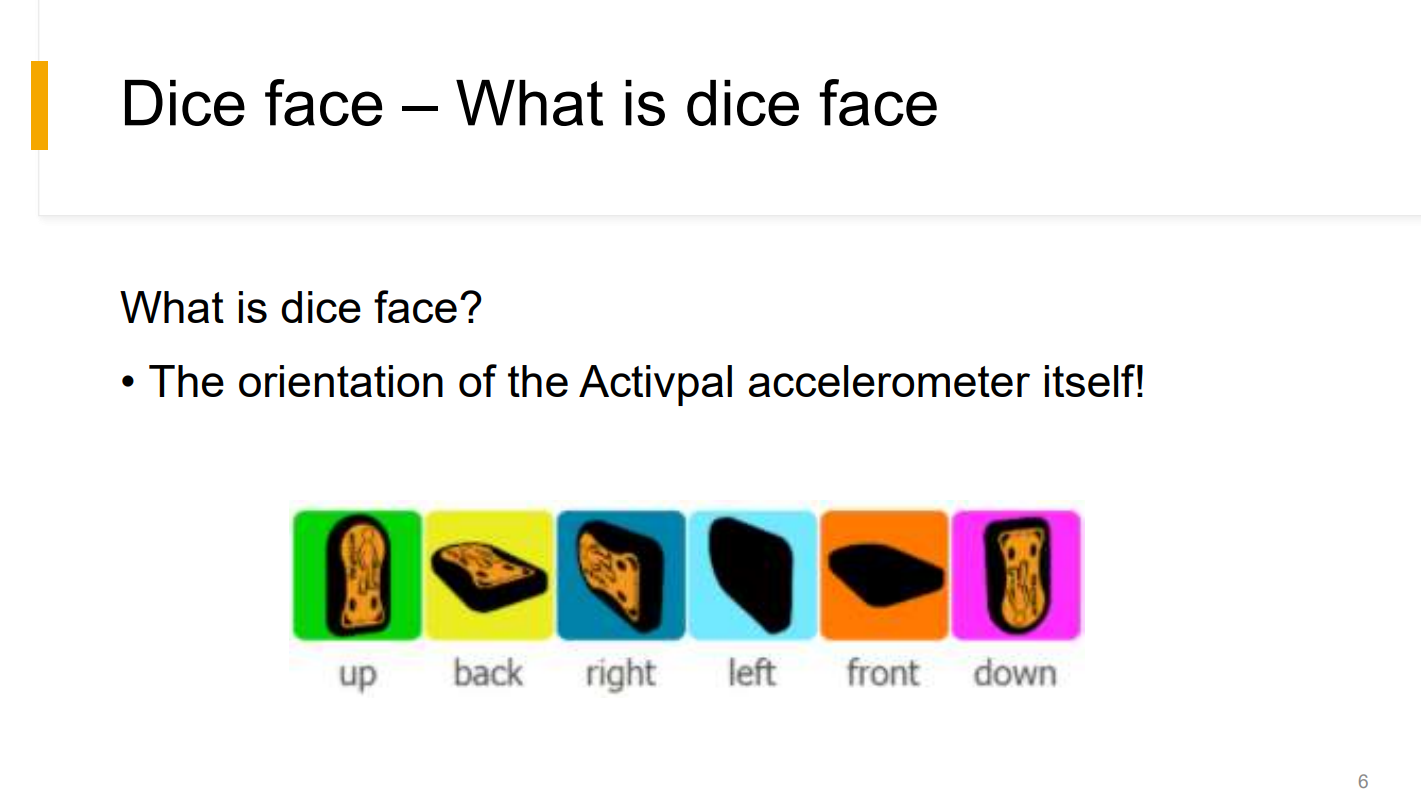 Dice face – What is dice face
What is dice face?
• The orientation of the Activpal accelerometer itself!
up back right left front down
6